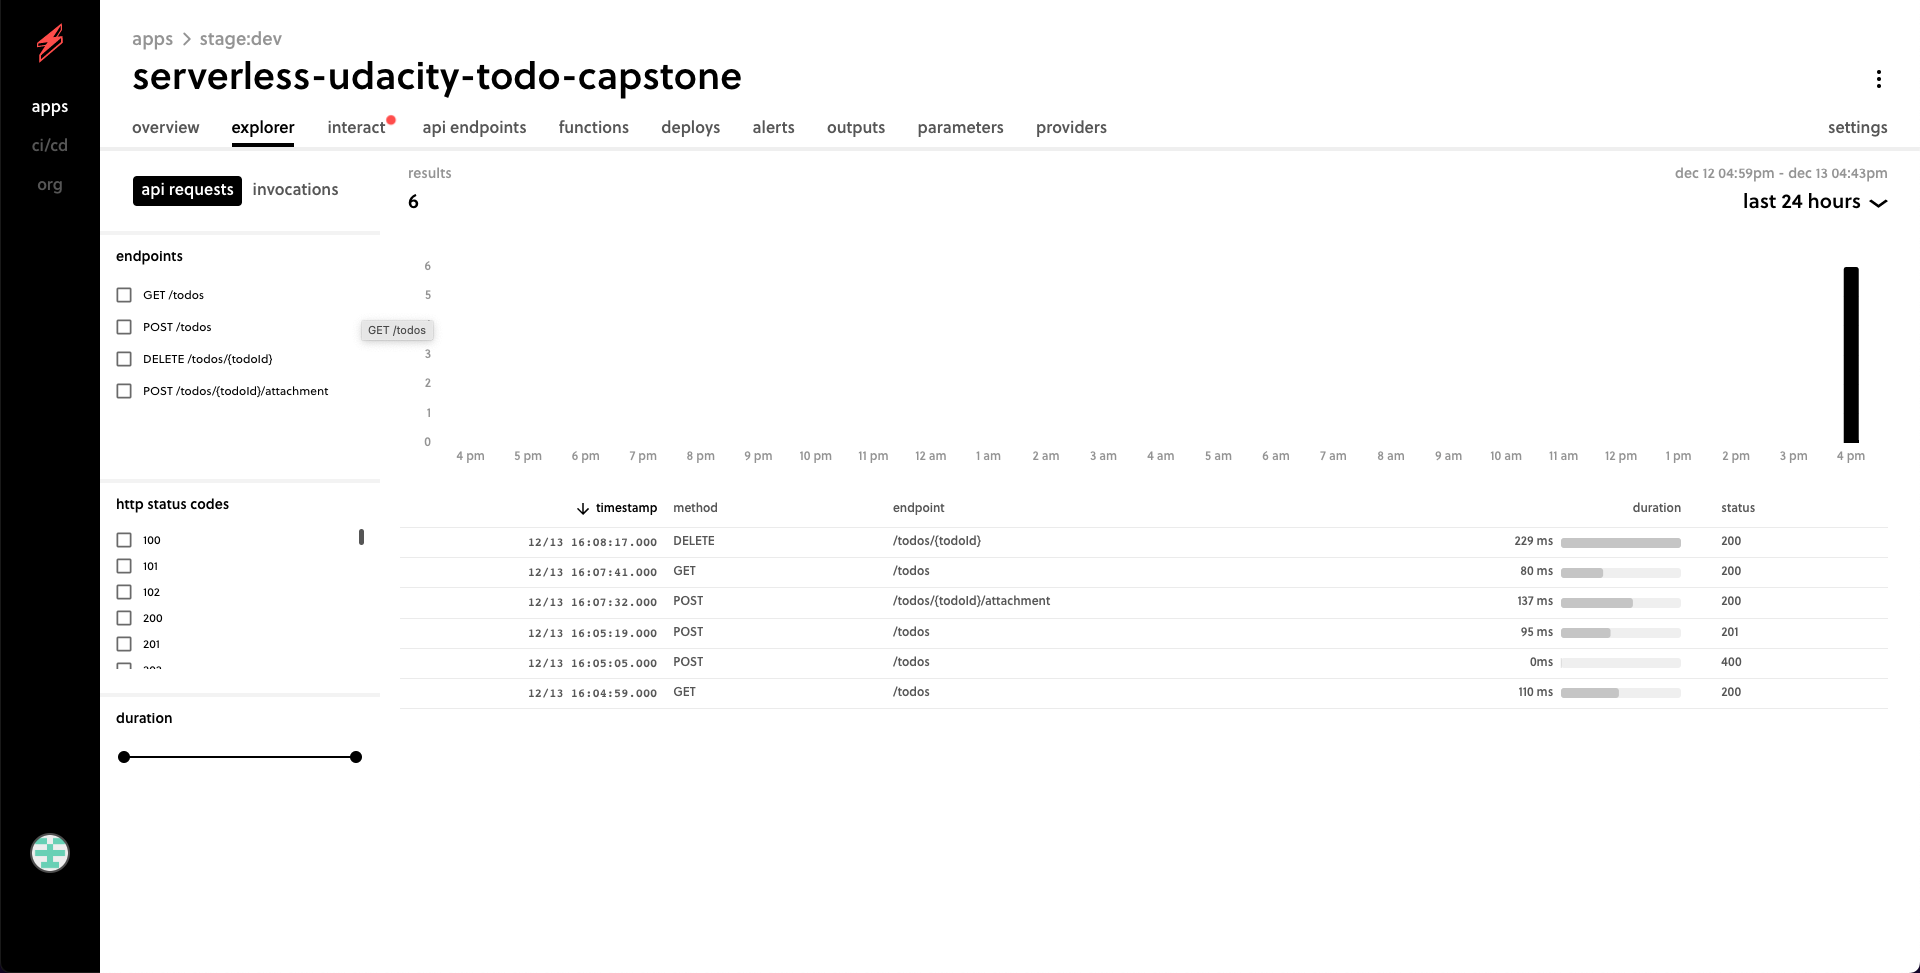 apps > stage:dev
serverless-udacity-todo-capstone
apps
ci/cd
org
overview explorer interact api endpoints functions deploys alerts outputs parameters providers settings
api requests invocations
endpoints
GET /todos
POST /todos
DELETE /todos/{todoId}
POST /todos/{todoId}/attachment
http status codes
100
101
102
200
201
duration
results
6
dec 12 04:59pm - dec 13 04:43pm
last 24 hours
6
5
GET /todos
3
2
1
0
4 pm 5 pm 6 pm 7 pm 8 pm 9 pm 10 pm 11 pm 12 am 1 am 2 am 3 am 4 am 5 am 6 am 7 am 8 am 9 am 10 am 11 am 12 pm 1 pm 2 pm 3 pm 4 pm
timestamp method endpoint duration status
12/13 16:08:17.000 DELETE /todos/{todoId} 229 ms 200
12/13 16:07:41.000 GET /todos 80 ms 200
12/13 16:07:32.000 POST /todos/{todoId}/attachment 137 ms 200
12/13 16:05:19.000 POST /todos 95 ms 201
12/13 16:05:05.000 POST /todos 0ms 400
12/13 16:04:59.000 GET /todos 110 ms 200